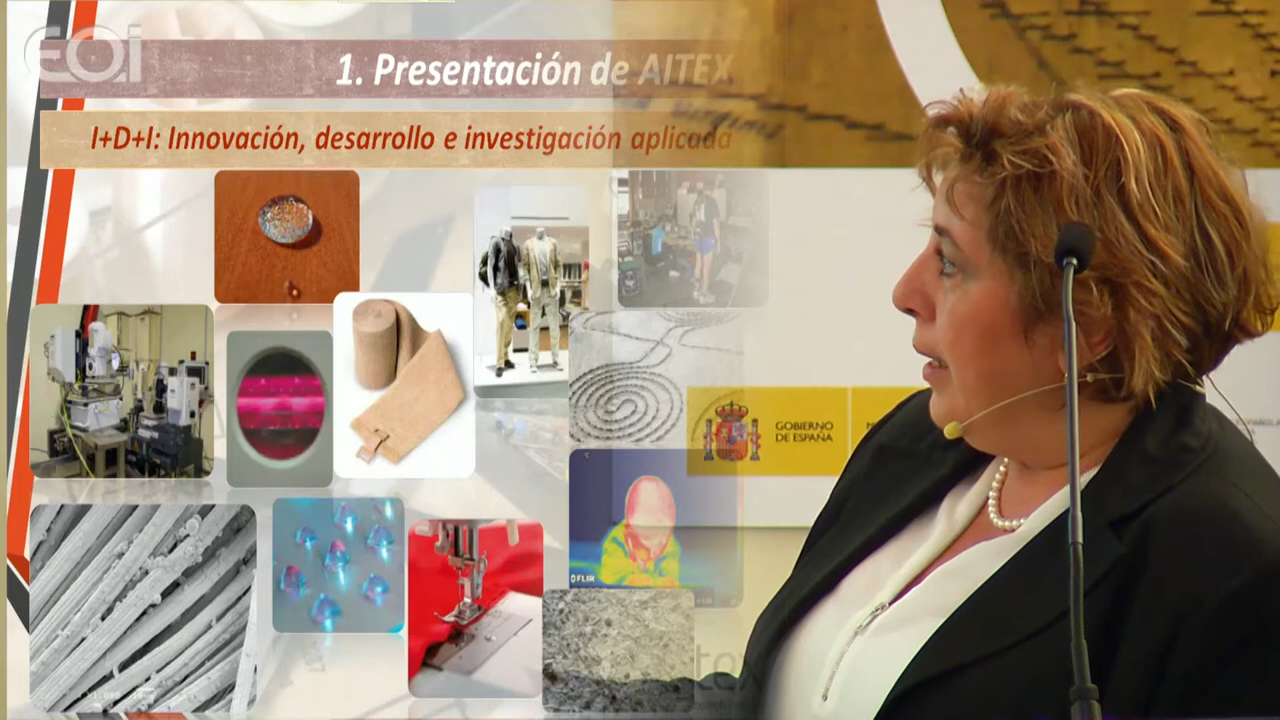 EOi
1. Presentación de AITEX
I+D+I: Innovación, desarrollo e investigación aplicada
GOBIERNO
DE ESPAÑA
FLIR